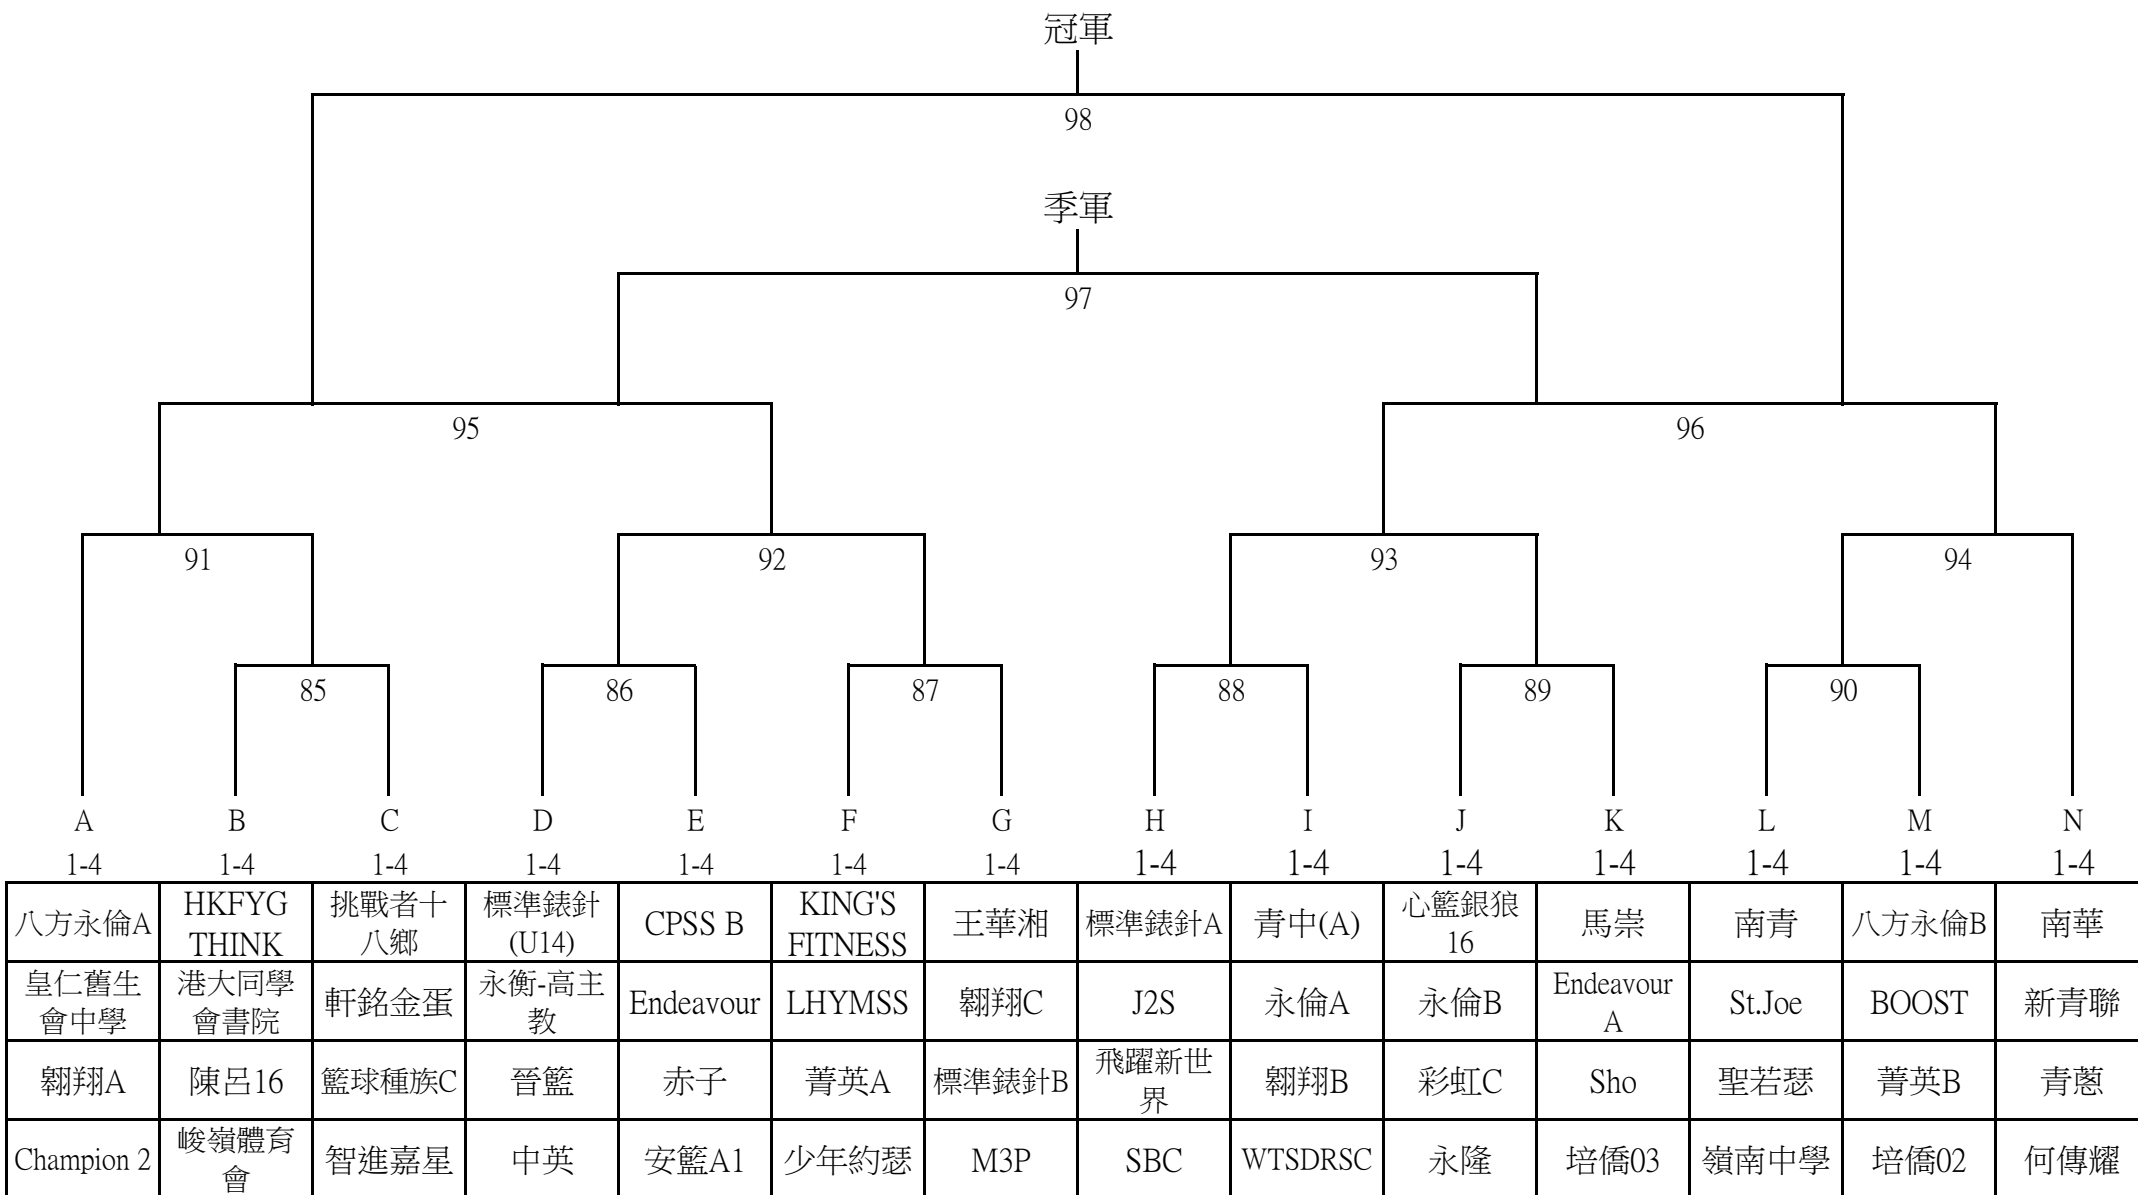 冠軍
98
季軍
97
95 96
91 92 93 94
85 86 87 88 89 90
A B C D E F G H I J K L M N
1-4 1-4 1-4 1-4 1-4 1-4 1-4 1-4 1-4 1-4 1-4 1-4 1-4 1-4
八方永倫A
HKFYG
THINK
挑戰者十
八鄉
標準錶針
(U14)
CPSS B
KING'S
FITNESS
王華湘
標準錶針A
青中(A)
心籃銀狼
16
馬崇
南青
八方永倫B
南華
皇仁舊生
會中學
港大同學
會書院
軒銘金蛋
永衡-高主
教
Endeavour
LHYMSS
翱翔C
J2S
永倫A
永倫B
Endeavour
A
St.Joe
BOOST
新青聯
翱翔A
陳呂16
籃球種族C
晉籃
赤子
菁英A
標準錶針B
飛躍新世
界
翱翔B
彩虹C
Sho
聖若瑟
菁英B
青蔥
Champion 2
峻嶺體育
會
智進嘉星
中英
安籃A1
少年約瑟
M3P
SBC
WTSDRSC
永隆
培僑03
嶺南中學
培僑02
何傳耀